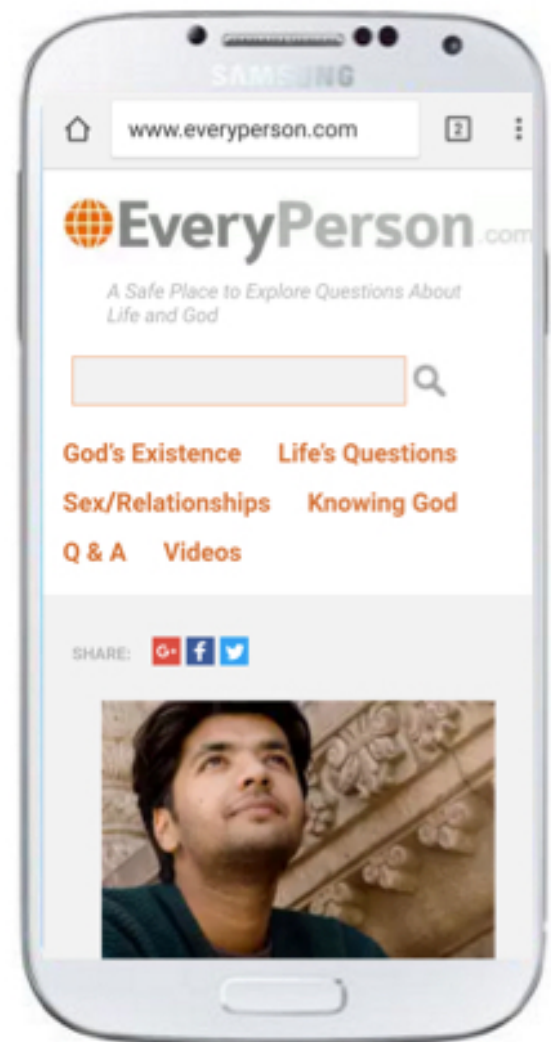 SAMSUNG
www.everyperson.com
2
EveryPerson.com
A Safe Place to Explore Questions About
Life and God
God's Existence Life's Questions
Sex/Relationships Knowing God
Q & A Videos
SHARE: G+ f